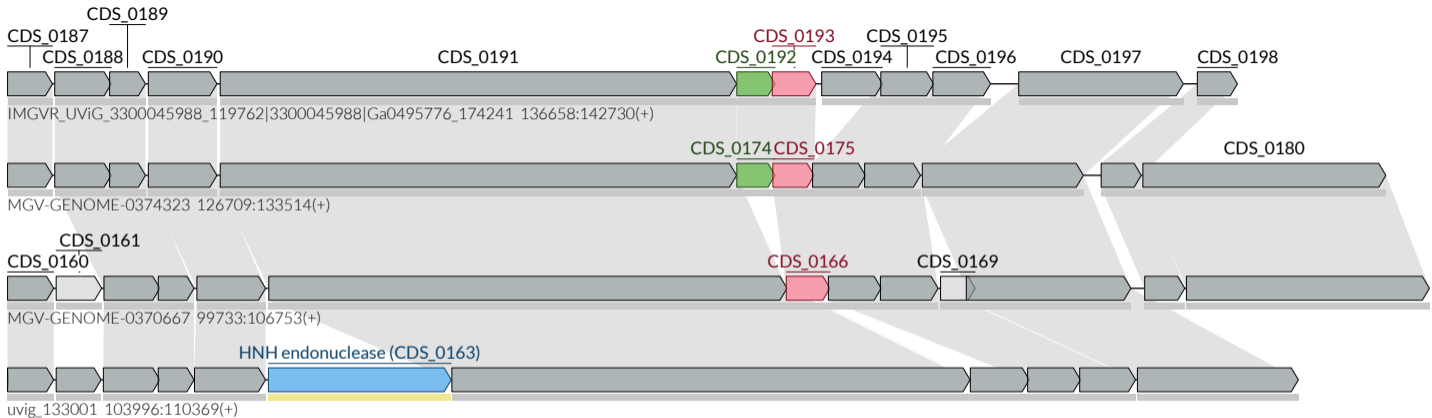 CDS_0189
CDS_0187 CDS_0193 CDS_0195
CDS_0188 CDS_0190 CDS_0191 CDS_0192 CDS_0194 CDS_0196 CDS_0197 CDS_0198
IMGVR_UViG_3300045988_119762|3300045988|Ga0495776_174241 136658:142730(+)
CDS_0174 CDS_0175 CDS_0180
MGV-GENOME-0374323 126709:133514(+)
CDS_0161
CDS_0160 CDS_0166 CDS_0169
MGV-GENOME-0370667 99733:106753(+)
HNH endonuclease (CDS_0163)
uvig_133001 103996:110369(+)